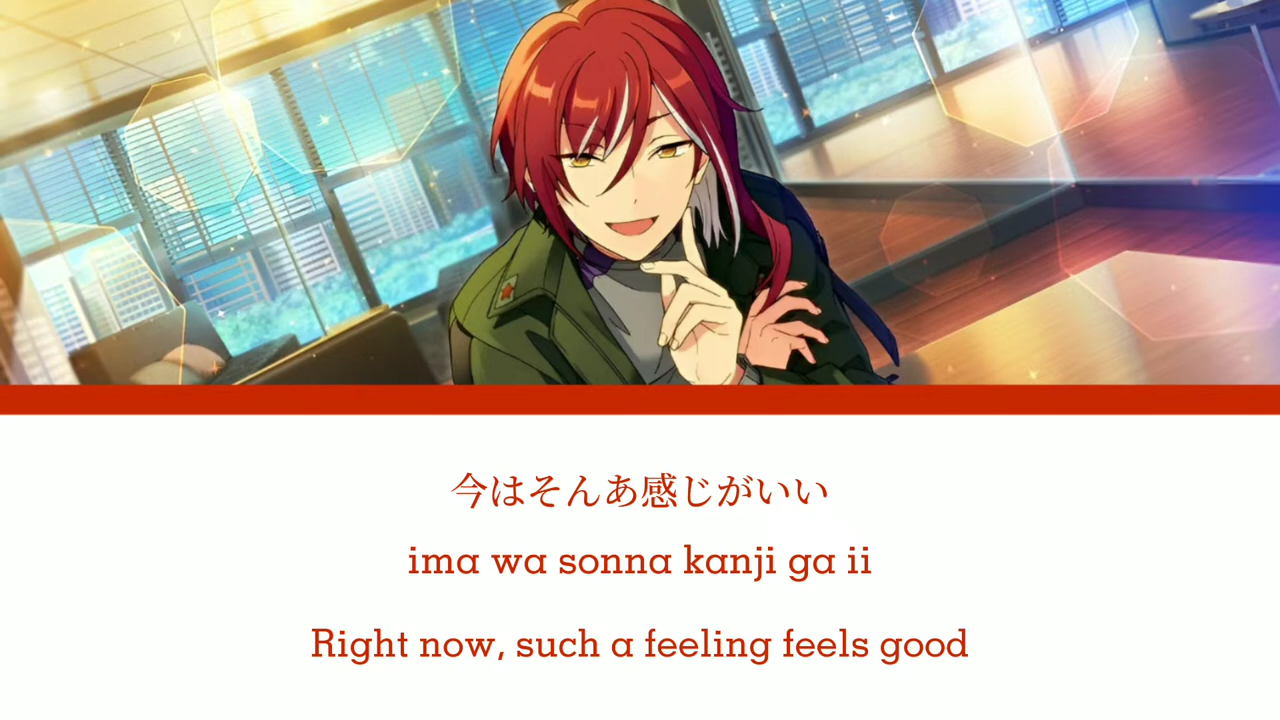 今はそんあ感じがいい
ima wa sonna kanji ga ii
Right now, such a feeling feels good